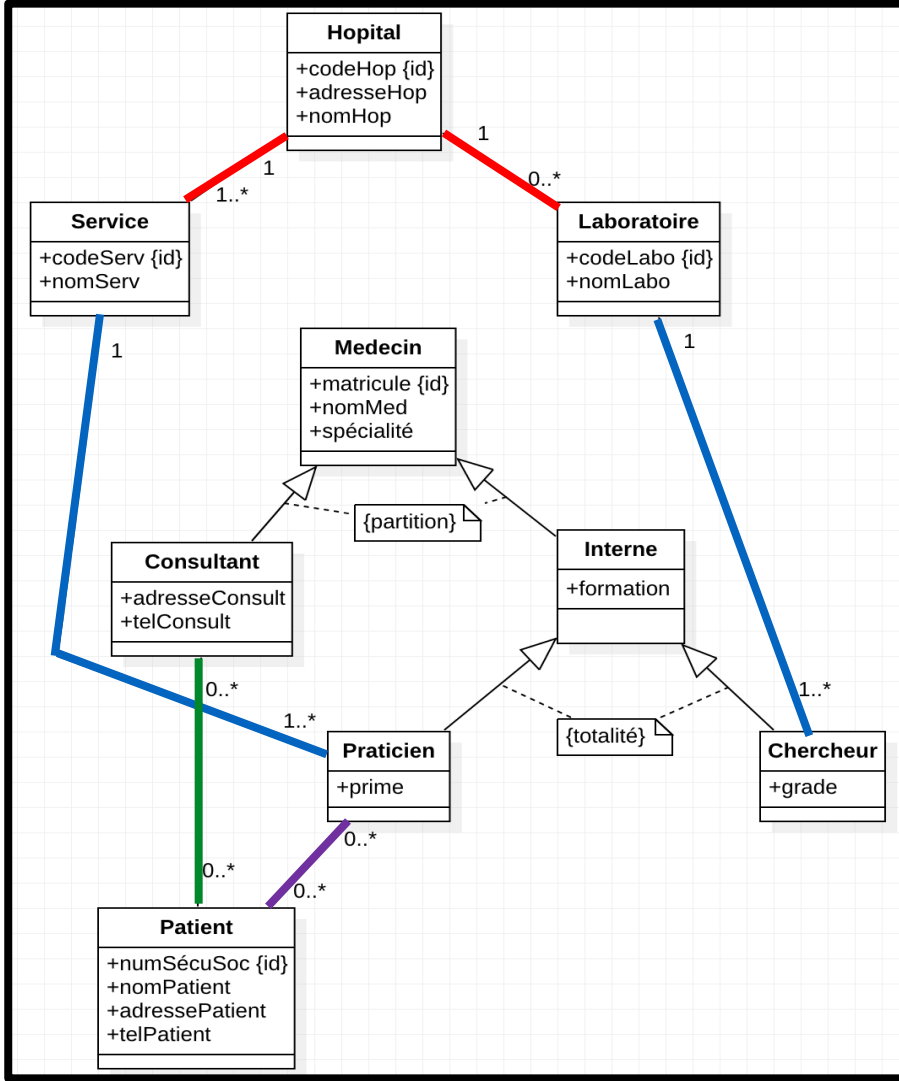 Hopital
+codeHop {id}
+adresseHop
+nomHop
1
1
1..*
0..*
Service
+codeServ {id}
+nomServ
Laboratoire
+codeLabo {id}
+nomLabo
1
1
Medecin
+matricule {id}
+nomMed
+spécialité
{partition}
Consultant
+adresseConsult
+telConsult
Interne
+formation
0..*
1..*
1..*
{totalité}
Praticien
+prime
Chercheur
+grade
0..*
0..*
0..*
Patient
+numSécuSoc {id}
+nomPatient
+adressePatient
+telPatient